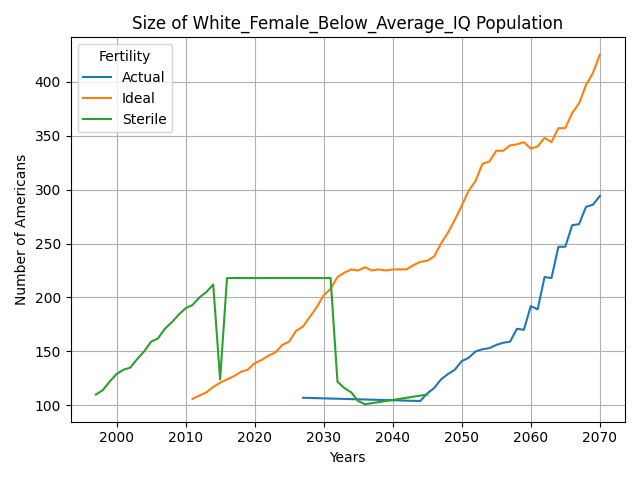 Size of White_Female_Below_Average_IQ Population
Fertility
Actual
Ideal
Sterile
Number of Americans
400
350
300
250
200
150
100
2000 2010 2020 2030 2040 2050 2060 2070
Years